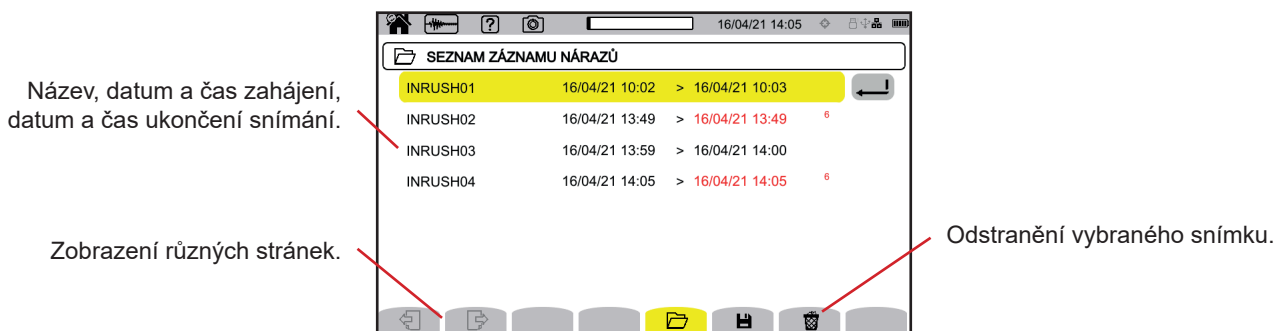 16/04/21 14:05
SEZNAM ZÁZNAMU NÁRAZŮ
Název, datum a čas zahájení,
datum a čas ukončení snímání.
INRUSH01 16/04/21 10:02 > 16/04/21 10:03
INRUSH02 16/04/21 13:49 > 16/04/21 13:49 6
INRUSH03 16/04/21 13:59 > 16/04/21 14:00
INRUSH04 16/04/21 14:05 > 16/04/21 14:05 6
Zobrazení různých stránek.
Odstranění vybraného snímku.